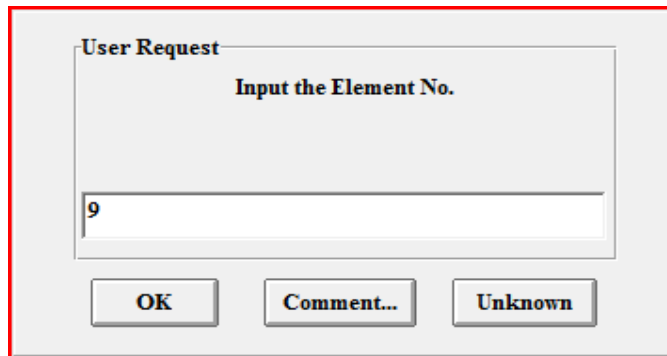 User Request
Input the Element No.
9
OK Comment... Unknown